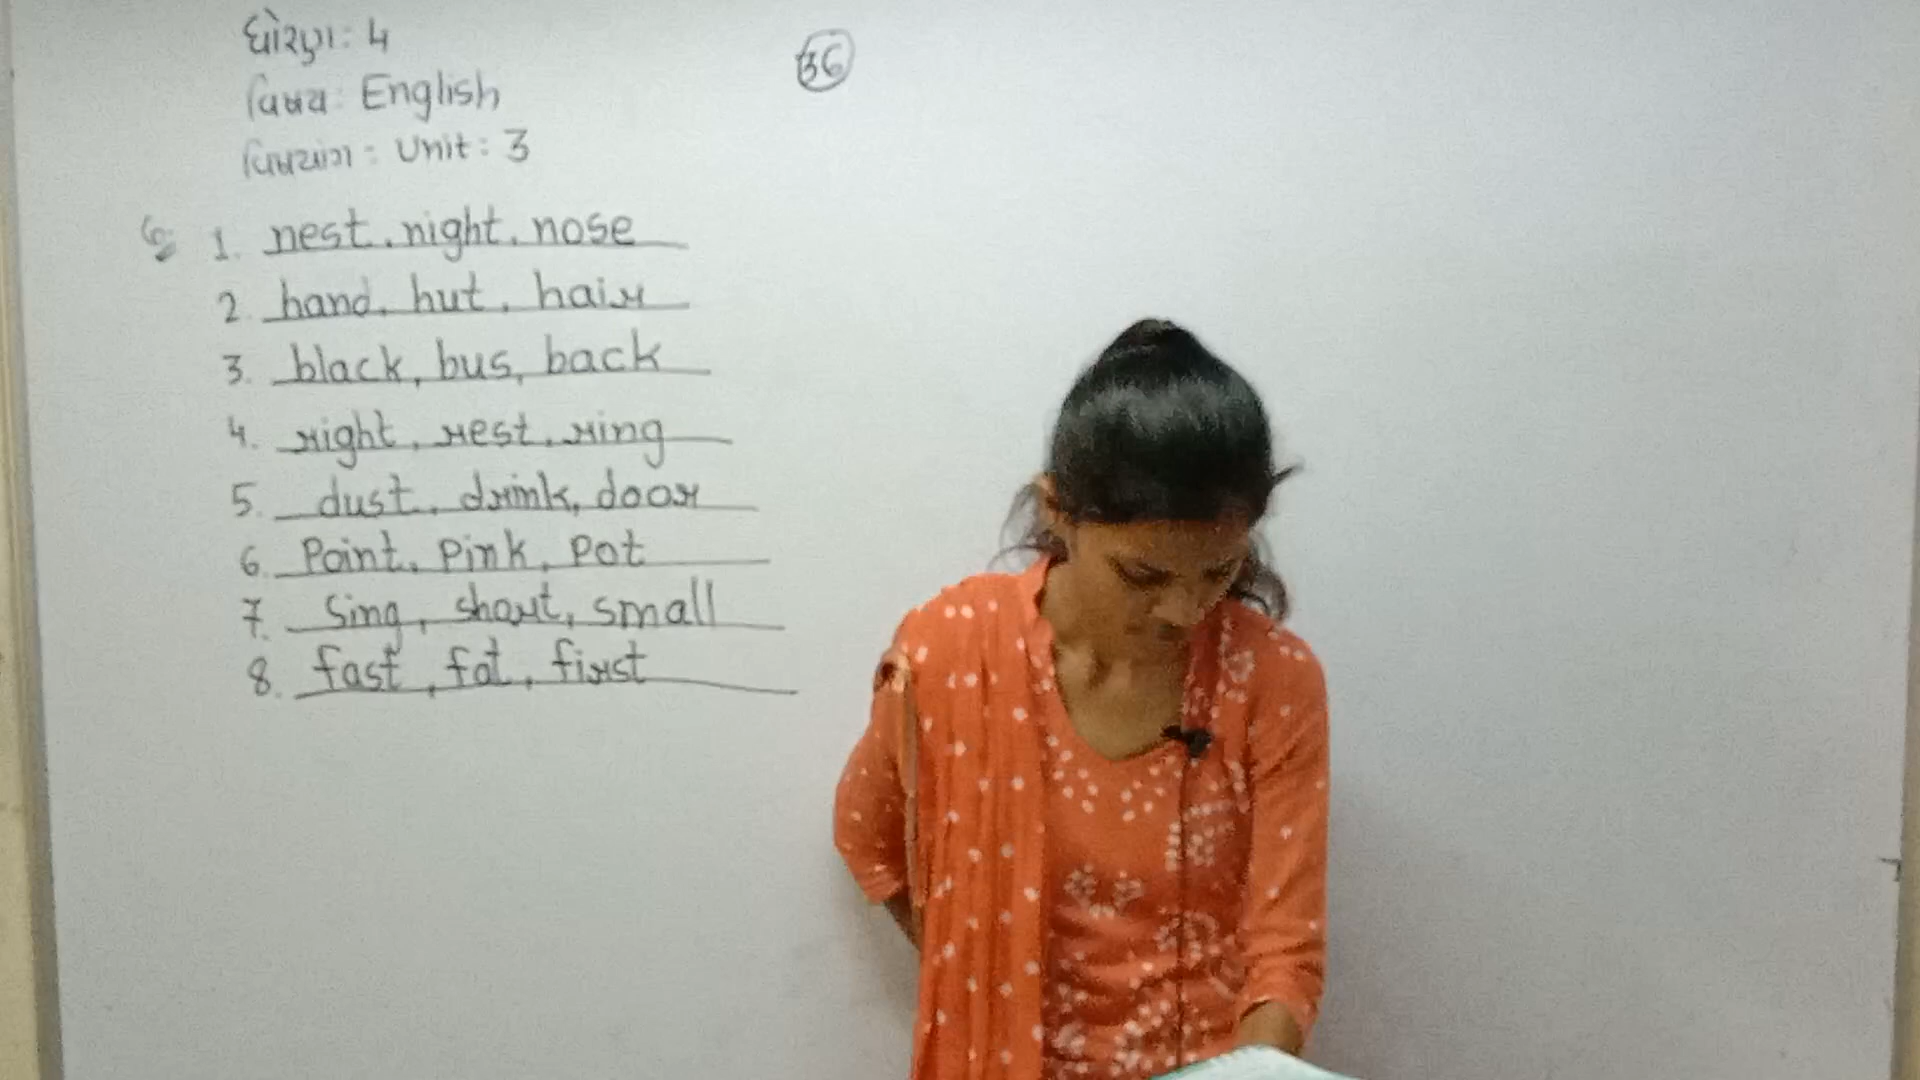 ધોરણ: 4
36
વિષય: English
વિષયાંગ: Unit: 3
6 1. nest, night, nose
2. hand, hut, hair
3. black, bus, back
4. right, rest, ring
5. dust, drink, door
6. Point, Pink, Pot
7. Sing, shout, small
8. fast, fat, first